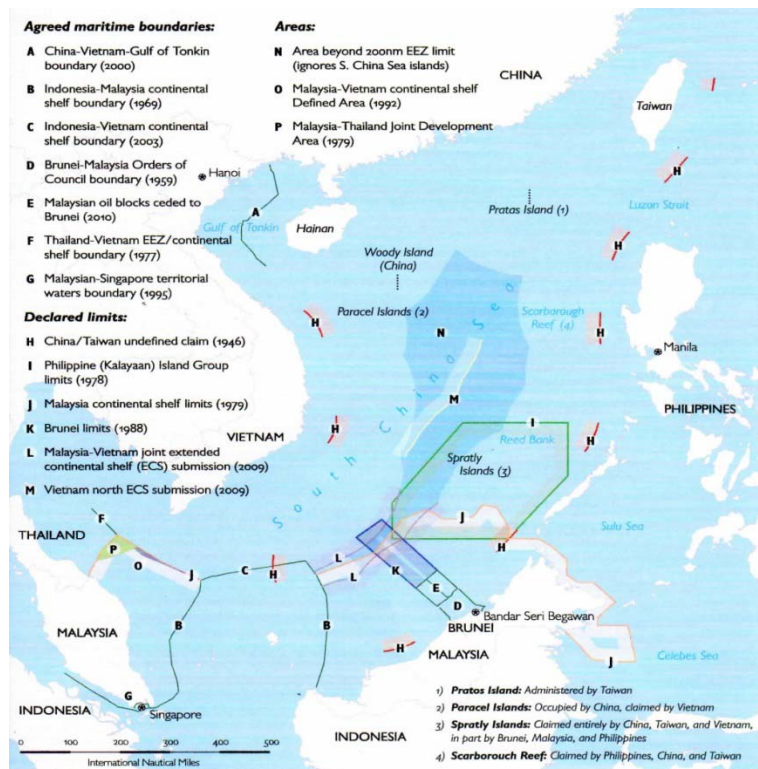 Agreed maritime boundaries:
A China-Vietnam-Gulf of Tonkin
boundary (2000)
B Indonesia-Malaysia continental
shelf boundary (1969)
C Indonesia-Vietnam continental
shelf boundary (2003)
D Brunei-Malaysia Orders of
Council boundary (1959)
E Malaysian oil blocks ceded to
Brunei (2010)
F Thailand-Vietnam EEZ/continental
shelf boundary (1977)
G Malaysian-Singapore territorial
waters boundary (1995)
Declared limits:
H China/Taiwan undefined claim (1946)
I Philippine (Kalayaan) Island Group
limits (1978)
J Malaysia continental shelf limits (1979)
K Brunei limits (1988)
L Malaysia-Vietnam joint extended
continental shelf (ECS) submission (2009)
M Vietnam north ECS submission (2009)
Areas:
N Area beyond 200nm EEZ limit
(ignores S. China Sea islands)
O Malaysia-Vietnam continental shelf
Defined Area (1992)
P Malaysia-Thailand Joint Development
Area (1979)
CHINA
Taiwan
Hanoi
H
Pratas Island (1)
Luzon Strait
A
Gulf of Tonkin
Hainan
H
Woody Island
(China)
Paracel Islands (2)
Scarborough
Reef (4)
H
N
H
Manila
South China Sea
M
PHILIPPINES
VIETNAM
H
I
Reed Bank
H
Spratly
Islands (3)
F
J
THAILAND
Sulu Sea
P
H
O
L
J
C
H
L
K
E
D
Bandar Seri Begawan
BRUNEI
B
B
MALAYSIA
H
MALAYSIA
J
Celebes Sea
G
Singapore
INDONESIA
INDONESIA
1) Pratos Island: Administered by Taiwan
2) Paracel Islands: Occupied by China, claimed by Vietnam
3) Spratly Islands: Claimed entirely by China, Taiwan, and Vietnam,
in part by Brunei, Malaysia, and Philippines
4) Scarborouch Reef: Claimed by Philippines, China, and Taiwan
0 100 200 300 400 500
International Nautical Miles